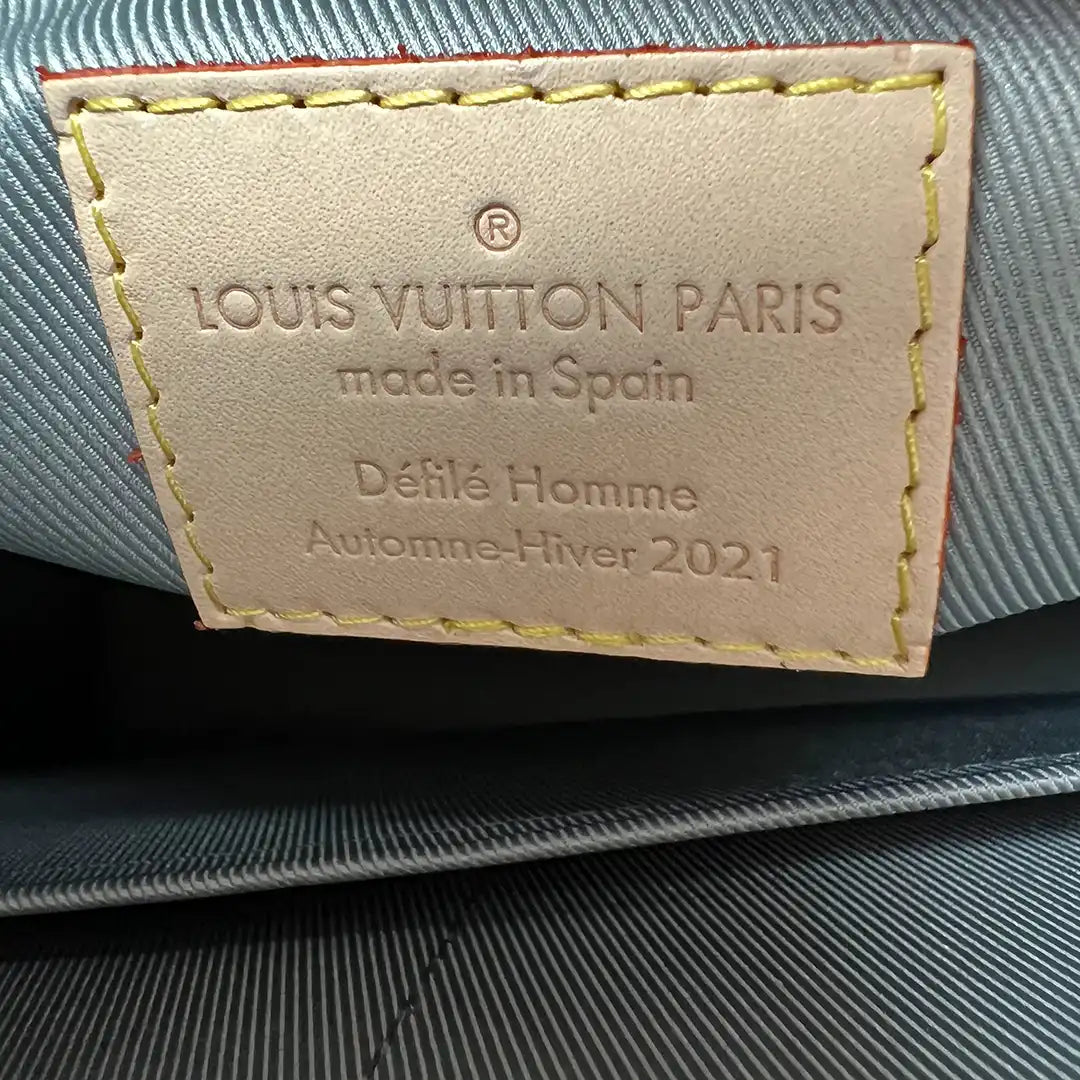 ®
LOUIS VUITTON PARIS
made in Spain
Défilé Homme
Automne-Hiver 2021